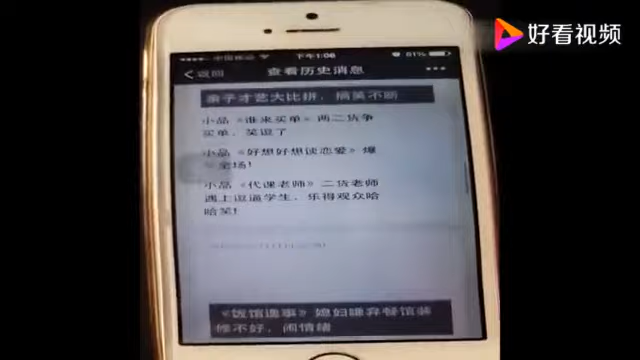 好看视频
中国移动 下午1:06 81%
返回 查看历史消息
亲子才艺大比拼,搞笑不断
小品《谁来买单》两二货争
买单,笑逗了
小品《好想好想谈恋爱》爆
全场!
小品《代课老师》二货老师
遇上逗逼学生,乐得观众哈
哈笑!
《饭馆逸事》媳妇嫌弃餐馆装
修不好,闹情绪